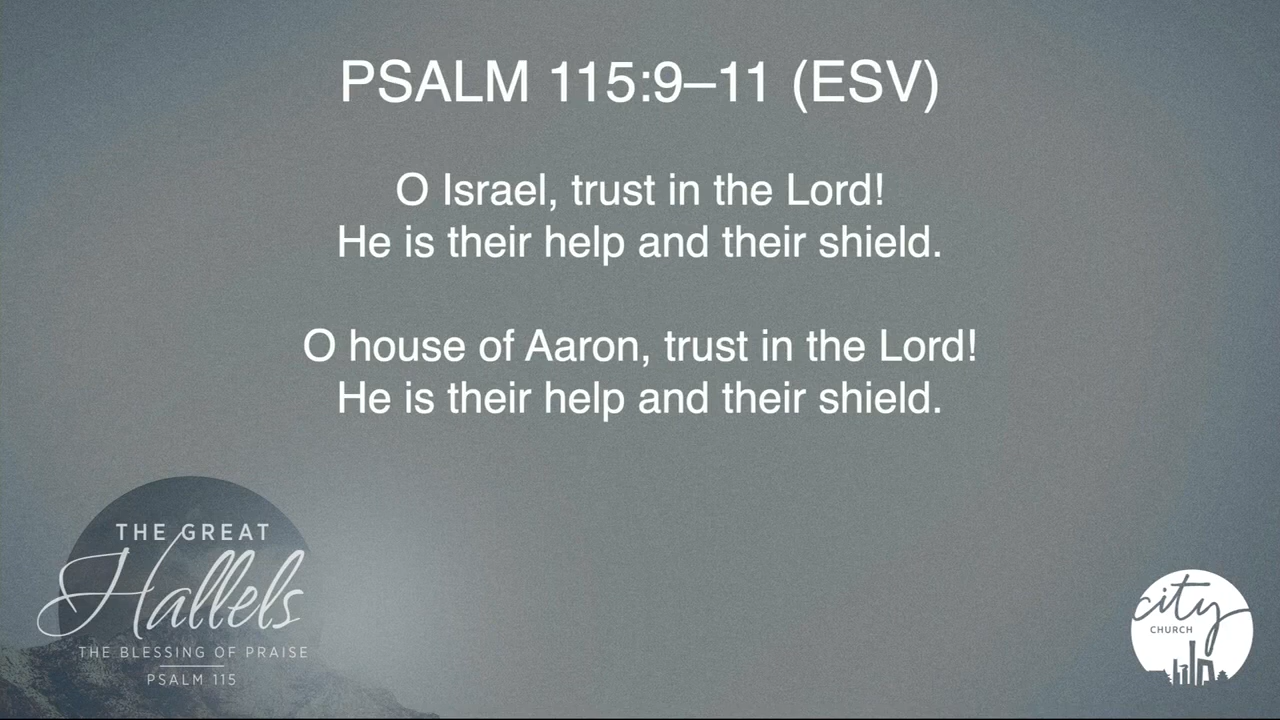 PSALM 115:9–11 (ESV)
O Israel, trust in the Lord!
He is their help and their shield.
O house of Aaron, trust in the Lord!
He is their help and their shield.
THE GREAT
Hallels
THE BLESSING OF PRAISE
PSALM 115
city
CHURCH